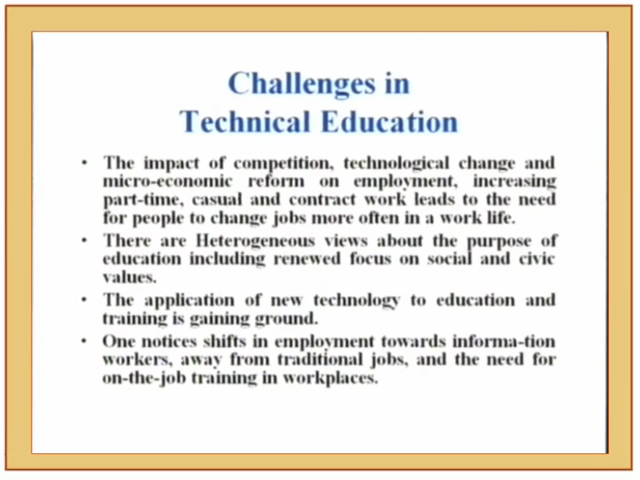 Challenges in
Technical Education
• The impact of competition, technological change and
micro-economic reform on employment, increasing
part-time, casual and contract work leads to the need
for people to change jobs more often in a work life.
• There are Heterogeneous views about the purpose of
education including renewed focus on social and civic
values.
• The application of new technology to education and
training is gaining ground.
• One notices shifts in employment towards informa-tion
workers, away from traditional jobs, and the need for
on-the-job training in workplaces.